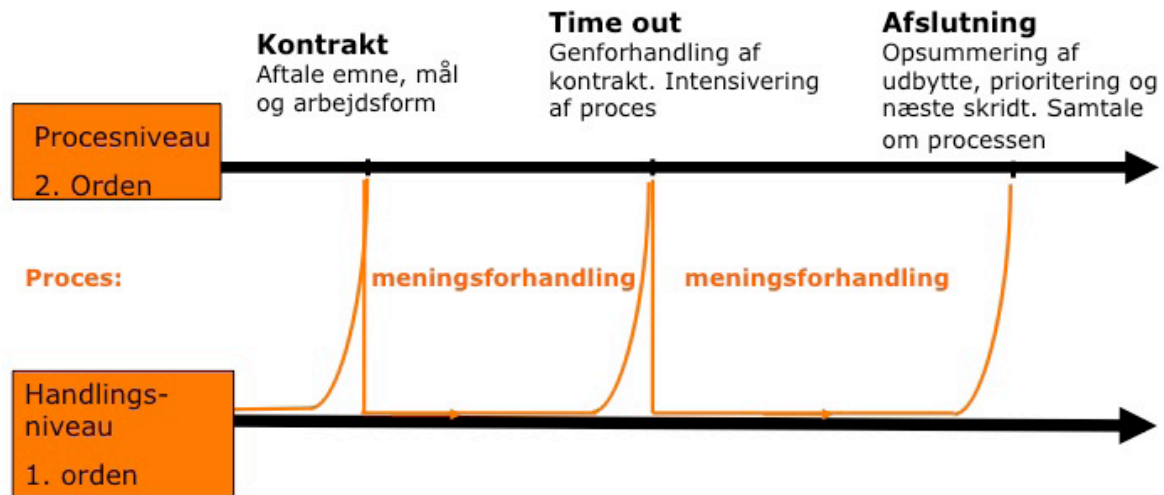 Kontrakt
Aftale emne, mål
og arbejdsform
Time out
Genforhandling af
kontrakt. Intensivering
af proces
Afslutning
Opsummering af
udbytte, prioritering og
næste skridt. Samtale
om processen
Procesniveau
2. Orden
Proces:
meningsforhandling
meningsforhandling
Handlings-
niveau
1. orden